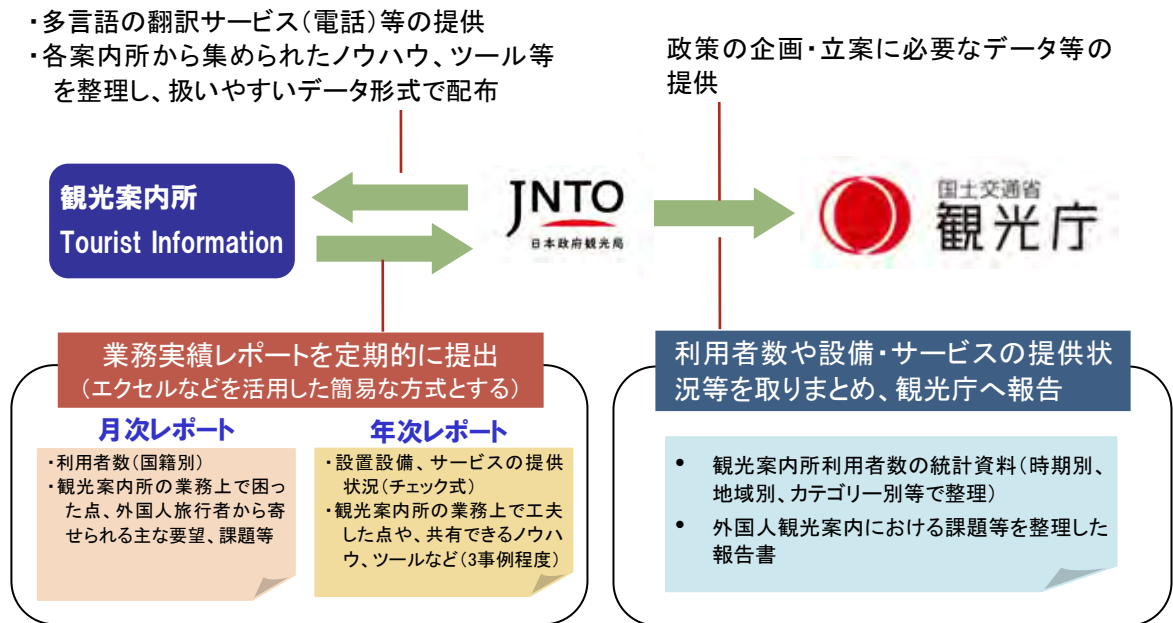 ・多言語の翻訳サービス(電話)等の提供
・各案内所から集められたノウハウ、ツール等
を整理し、扱いやすいデータ形式で配布
政策の企画・立案に必要なデータ等の
提供
観光案内所
Tourist Information
JNTO
日本政府観光局
国土交通省
観光庁
業務実績レポートを定期的に提出
(エクセルなどを活用した簡易な方式とする)
月次レポート
・利用者数(国籍別)
・観光案内所の業務上で困っ
た点、外国人旅行者から寄
せられる主な要望、課題等
年次レポート
・設置設備、サービスの提供
状況(チェック式)
・観光案内所の業務上で工夫
した点や、共有できるノウハ
ウ、ツールなど(3事例程度)
利用者数や設備・サービスの提供状
況等を取りまとめ、観光庁へ報告
• 観光案内所利用者数の統計資料(時期別、
地域別、カテゴリー別等で整理)
• 外国人観光案内における課題等を整理した
報告書